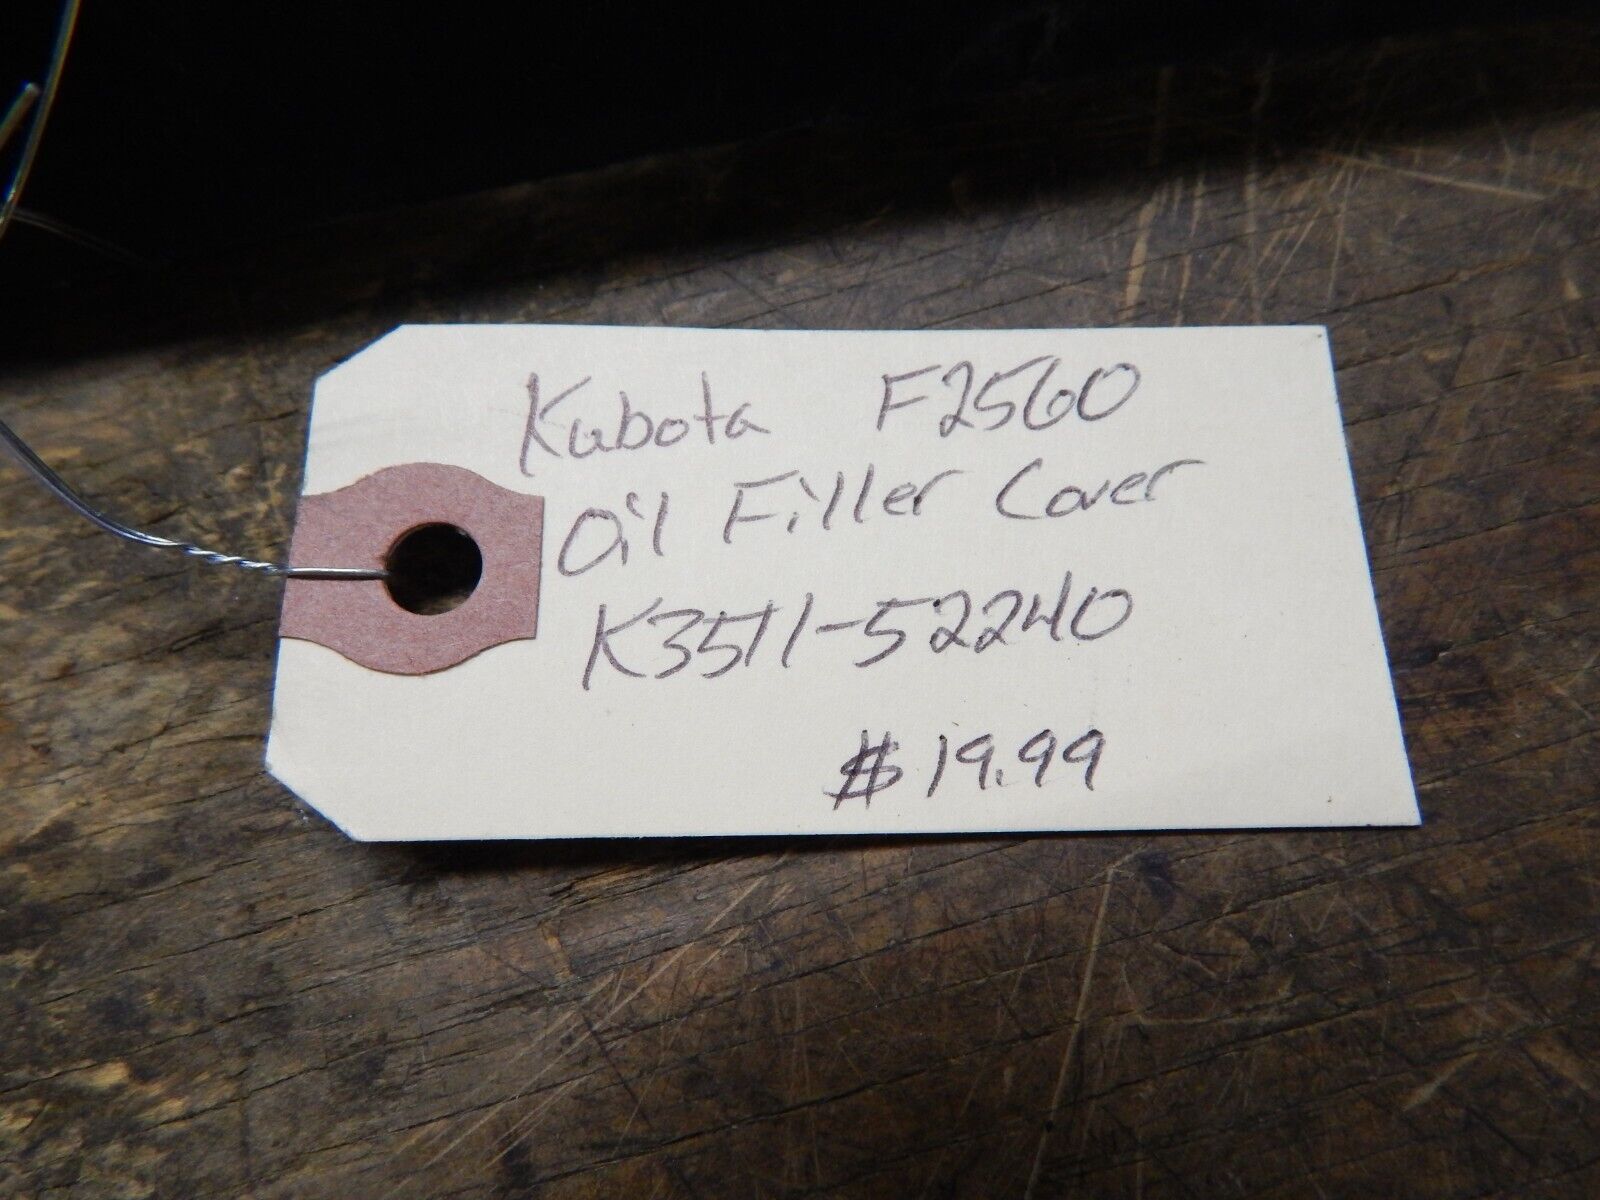 Kubota F2560
Oil Filler Cover
K3511-52240
$19.99